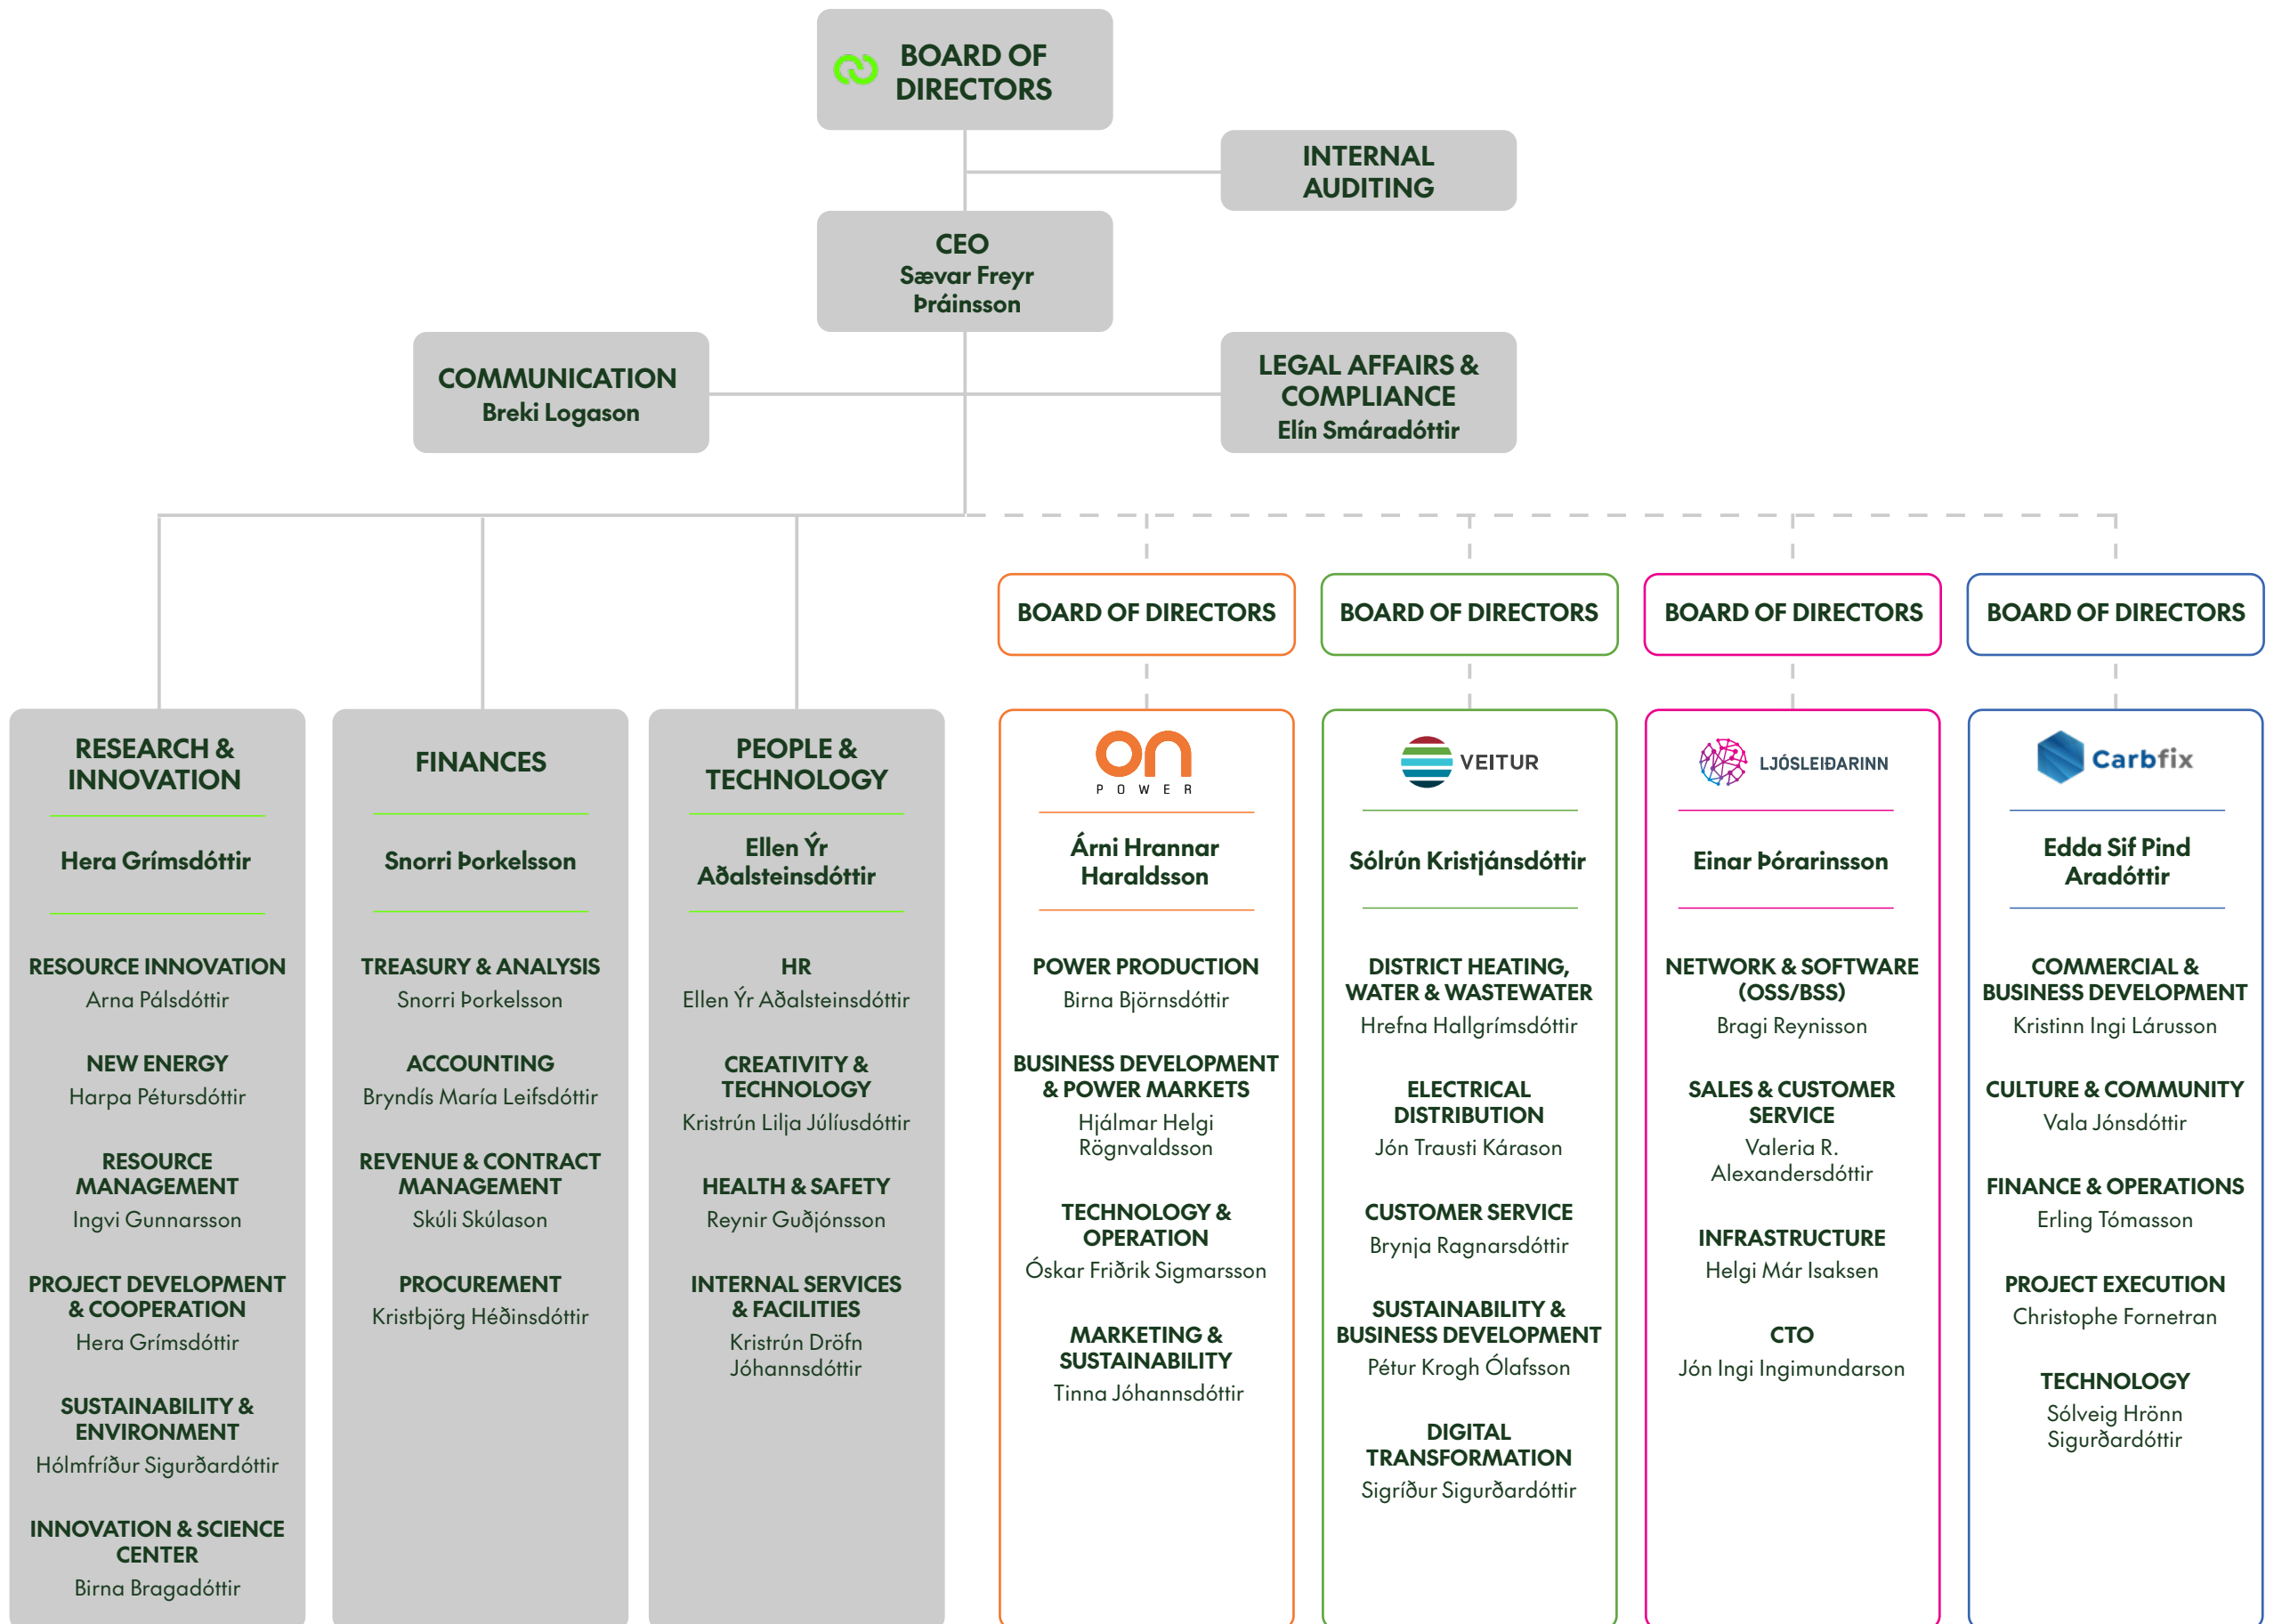 BOARD OF
DIRECTORS
INTERNAL
AUDITING
CEO
Sævar Freyr
Þráinsson
COMMUNICATION
Breki Logason
LEGAL AFFAIRS &
COMPLIANCE
Elín Smáradóttir
BOARD OF DIRECTORS
BOARD OF DIRECTORS
BOARD OF DIRECTORS
BOARD OF DIRECTORS
RESEARCH &
INNOVATION
Hera Grímsdóttir
RESOURCE INNOVATION
Arna Pálsdóttir
NEW ENERGY
Harpa Pétursdóttir
RESOURCE
MANAGEMENT
Ingvi Gunnarsson
PROJECT DEVELOPMENT
& COOPERATION
Hera Grímsdóttir
SUSTAINABILITY &
ENVIRONMENT
Hólmfríður Sigurðardóttir
INNOVATION & SCIENCE
CENTER
Birna Bragadóttir
FINANCES
Snorri Þorkelsson
TREASURY & ANALYSIS
Snorri Þorkelsson
ACCOUNTING
Bryndís María Leifsdóttir
REVENUE & CONTRACT
MANAGEMENT
Skúli Skúlason
PROCUREMENT
Kristbjörg Héðinsdóttir
PEOPLE &
TECHNOLOGY
Ellen Ýr
Aðalsteinsdóttir
HR
Ellen Ýr Aðalsteinsdóttir
CREATIVITY &
TECHNOLOGY
Kristrún Lilja Júlíusdóttir
HEALTH & SAFETY
Reynir Guðjónsson
INTERNAL SERVICES
& FACILITIES
Kristrún Dröfn
Jóhannsdóttir
on
POWER
Árni Hrannar
Haraldsson
POWER PRODUCTION
Birna Björnsdóttir
BUSINESS DEVELOPMENT
& POWER MARKETS
Hjálmar Helgi
Rögnvaldsson
TECHNOLOGY &
OPERATION
Óskar Friðrik Sigmarsson
MARKETING &
SUSTAINABILITY
Tinna Jóhannsdóttir
VEITUR
Sólrún Kristjánsdóttir
DISTRICT HEATING,
WATER & WASTEWATER
Hrefna Hallgrímsdóttir
ELECTRICAL
DISTRIBUTION
Jón Trausti Kárason
CUSTOMER SERVICE
Brynja Ragnarsdóttir
SUSTAINABILITY &
BUSINESS DEVELOPMENT
Pétur Krogh Ólafsson
DIGITAL
TRANSFORMATION
Sigríður Sigurðardóttir
LJÓSLEIÐARINN
Einar Þórarinsson
NETWORK & SOFTWARE
(OSS/BSS)
Bragi Reynisson
SALES & CUSTOMER
SERVICE
Valeria R.
Alexandersdóttir
INFRASTRUCTURE
Helgi Már Isaksen
CTO
Jón Ingi Ingimundarson
Carbfix
Edda Sif Pind
Aradóttir
COMMERCIAL &
BUSINESS DEVELOPMENT
Kristinn Ingi Lárusson
CULTURE & COMMUNITY
Vala Jónsdóttir
FINANCE & OPERATIONS
Erling Tómasson
PROJECT EXECUTION
Christophe Fornetran
TECHNOLOGY
Sólveig Hrönn
Sigurðardóttir